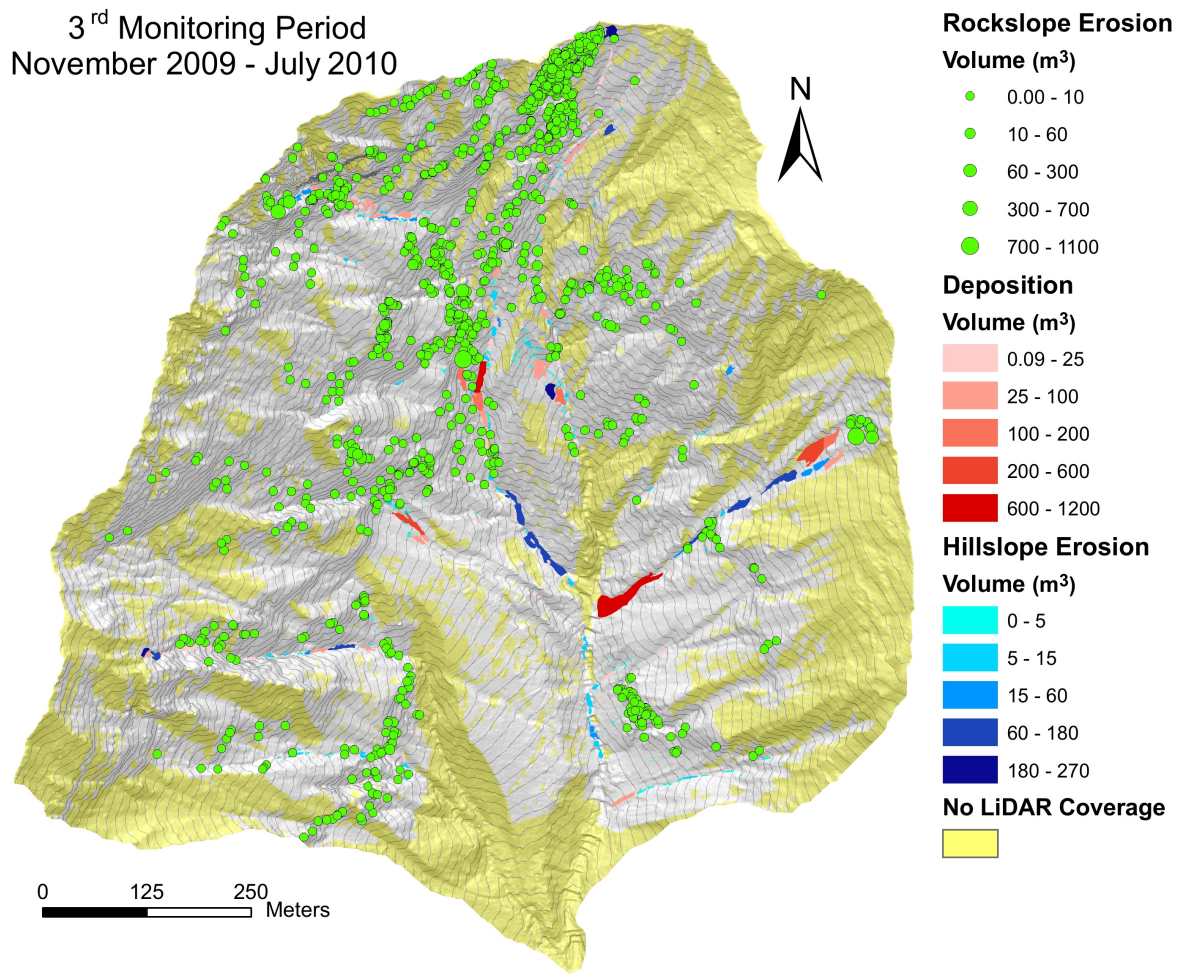 3 rd Monitoring Period
November 2009 - July 2010
N
Rockslope Erosion
Volume (m3)
0.00 - 10
10 - 60
60 - 300
300 - 700
700 - 1100
Deposition
Volume (m3)
0.09 - 25
25 - 100
100 - 200
200 - 600
600 - 1200
Hillslope Erosion
Volume (m3)
0 - 5
5 - 15
15 - 60
60 - 180
180 - 270
No LiDAR Coverage
0 125 250
Meters